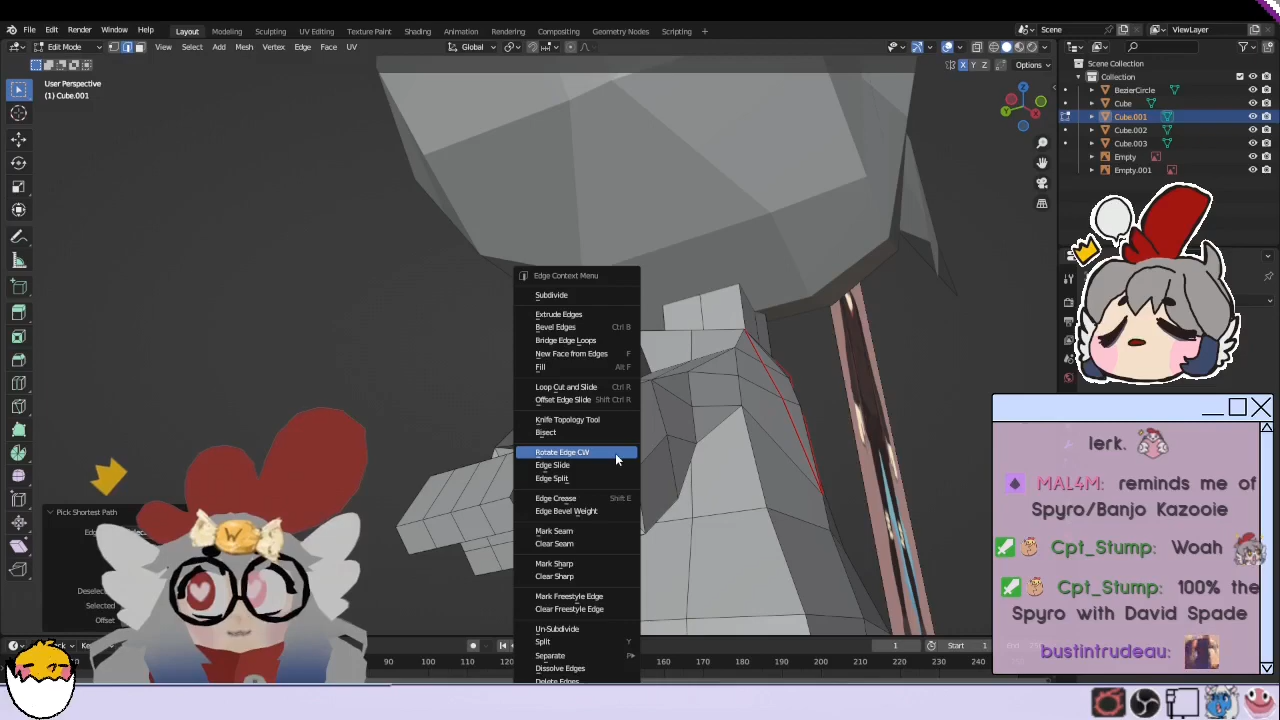 File Edit Render Window Help Layout Modeling Sculpting UV Editing Texture Paint Shading Animation Rendering Compositing Geometry Nodes Scripting + Scene ViewLayer
Edit Mode View Select Add Mesh Vertex Edge Face UV Global
X Y Z Options
User Perspective
(1) Cube.001
Scene Collection
Collection
BezierCircle
Cube
Cube.001
Cube.002
Cube.003
Empty
Empty.001
Edge Context Menu
Subdivide
Extrude Edges
Bevel Edges Ctrl B
Bridge Edge Loops
New Face from Edges F
Fill Alt F
Loop Cut and Slide Ctrl R
Offset Edge Slide Shift Ctrl R
Knife Topology Tool
Bisect
Rotate Edge CW
Edge Slide
Edge Split
Edge Crease Shift E
Edge Bevel Weight
Mark Seam
Clear Seam
Mark Sharp
Clear Sharp
Mark Freestyle Edge
Clear Freestyle Edge
Un-Subdivide
Split Y
Separate P
Dissolve Edges
Delete Edges
Pick Shortest Path
Selected
Offset
W
lerk.
MAL4M: reminds me of
Spyro/Banjo Kazooie
Cpt_Stump: Woah
Cpt_Stump: 100% the
Spyro with David Spade
bustintrudeau:
1 Start 1
90 100 110 120 160 170 180 190 200 210 220 230 240